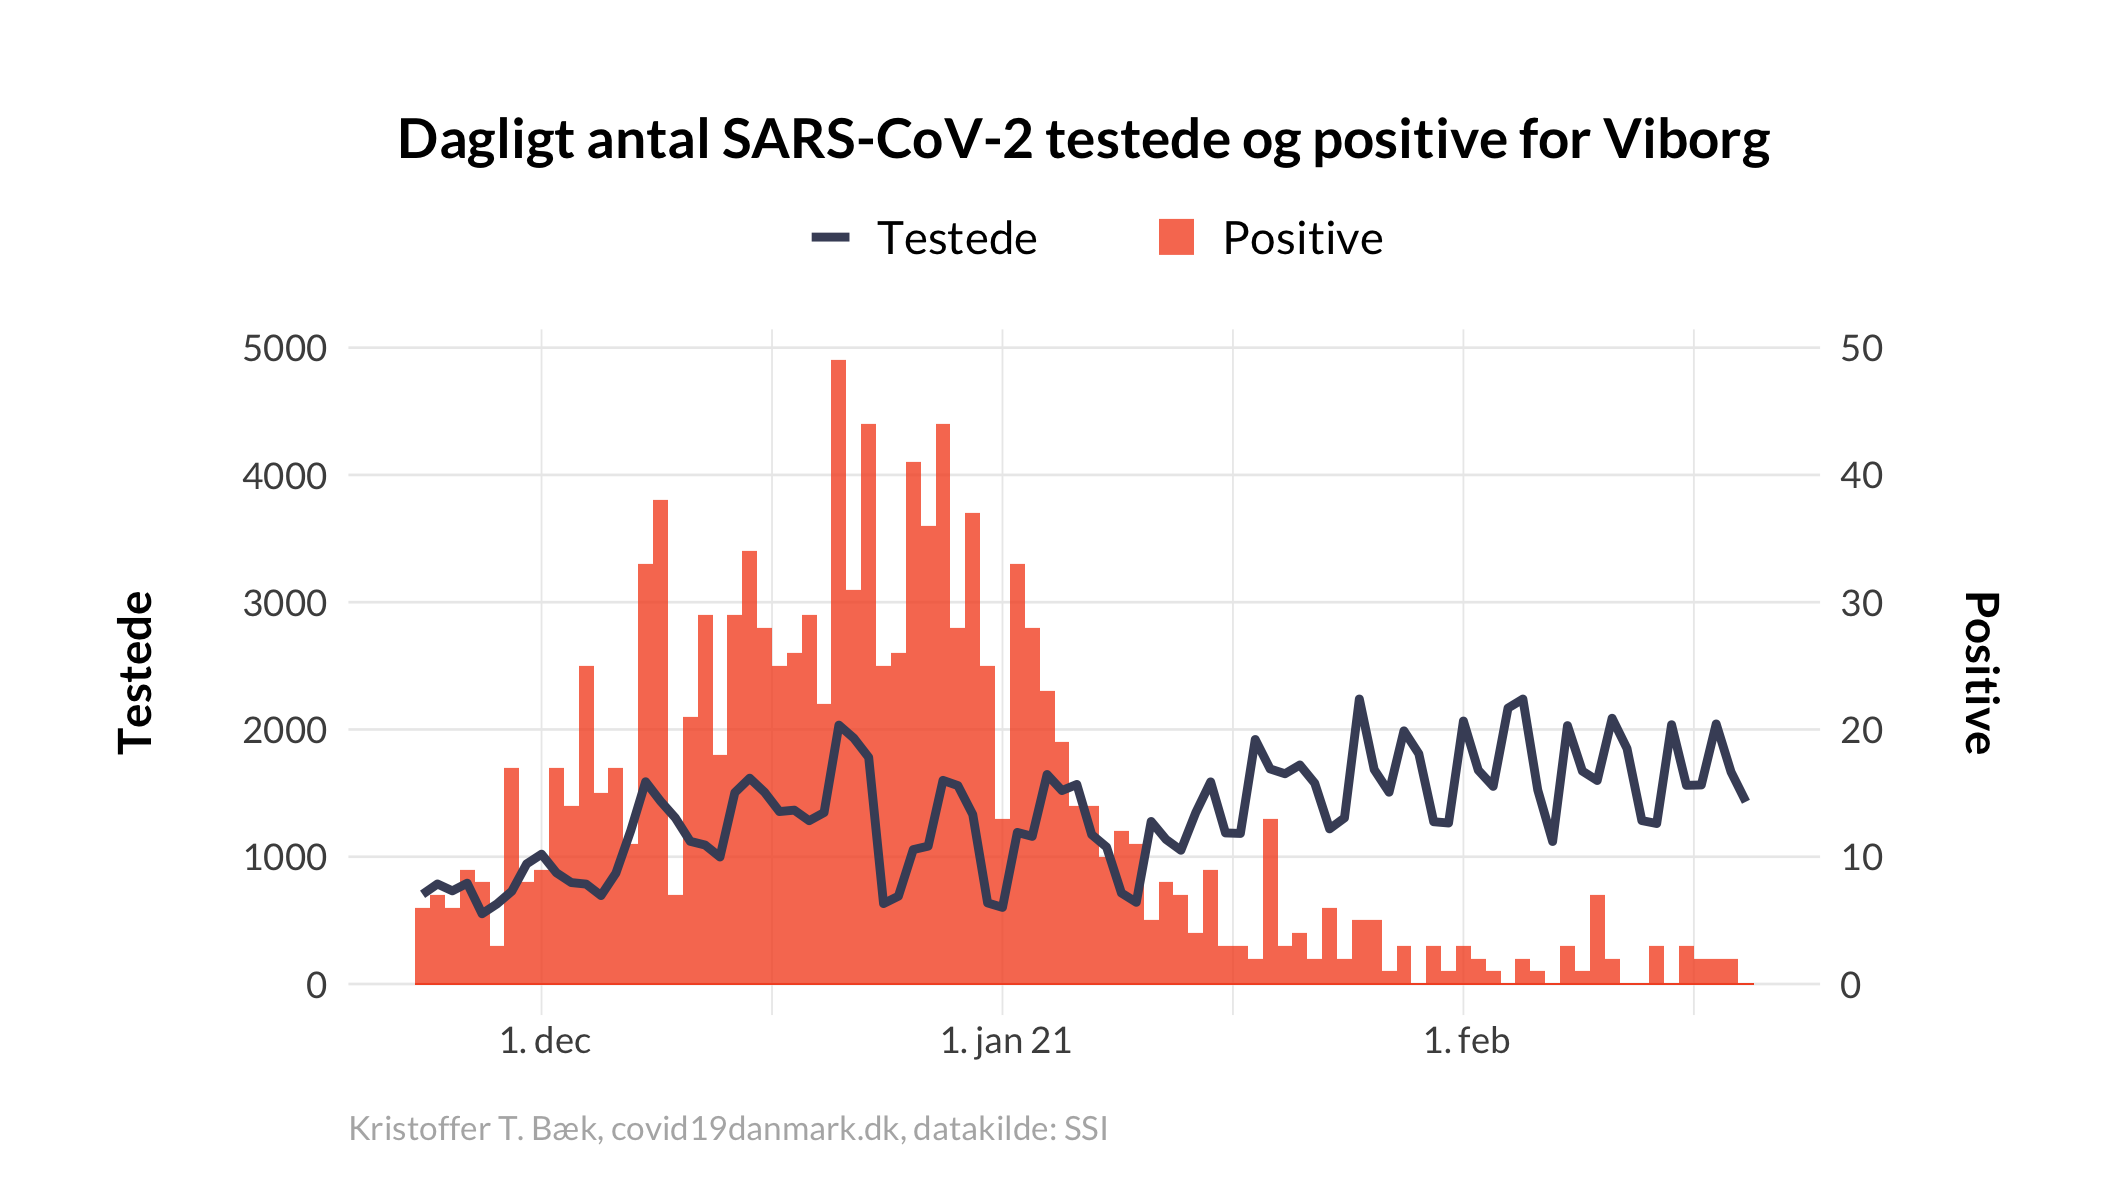 Dagligt antal SARS-CoV-2 testede og positive for Viborg
Testede Positive
5000 50
4000 40
3000 30
2000 20
1000 10
0 0
Testede
Positive
1. dec 1. jan 21 1. feb
Kristoffer T. Bæk, covid19danmark.dk, datakilde: SSI